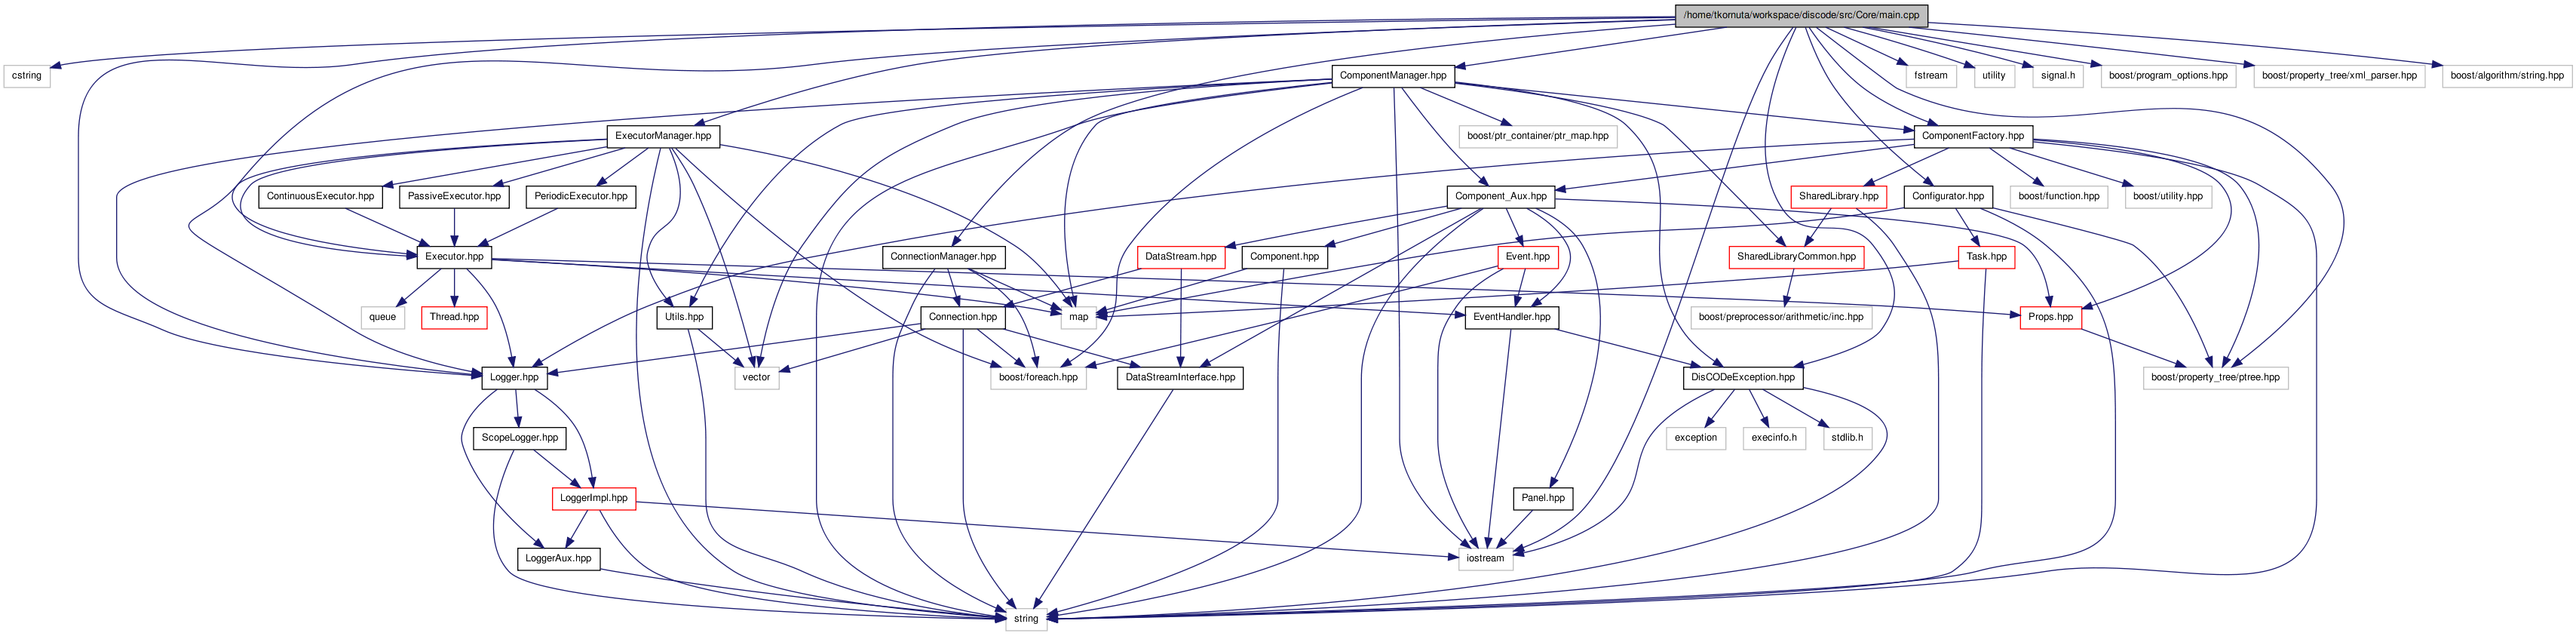 /home/tkornuta/workspace/discode/src/Core/main.cpp
cstring
ComponentManager.hpp
fstream
utility
signal.h
boost/program_options.hpp
boost/property_tree/xml_parser.hpp
boost/algorithm/string.hpp
ExecutorManager.hpp
boost/ptr_container/ptr_map.hpp
ComponentFactory.hpp
ContinuousExecutor.hpp
PassiveExecutor.hpp
PeriodicExecutor.hpp
Component_Aux.hpp
SharedLibrary.hpp
Configurator.hpp
boost/function.hpp
boost/utility.hpp
Executor.hpp
ConnectionManager.hpp
DataStream.hpp
Component.hpp
Event.hpp
SharedLibraryCommon.hpp
Task.hpp
queue
Thread.hpp
Utils.hpp
Connection.hpp
map
EventHandler.hpp
boost/preprocessor/arithmetic/inc.hpp
Props.hpp
Logger.hpp
vector
boost/foreach.hpp
DataStreamInterface.hpp
DisCODeException.hpp
boost/property_tree/ptree.hpp
ScopeLogger.hpp
exception
execinfo.h
stdlib.h
LoggerImpl.hpp
Panel.hpp
LoggerAux.hpp
iostream
string